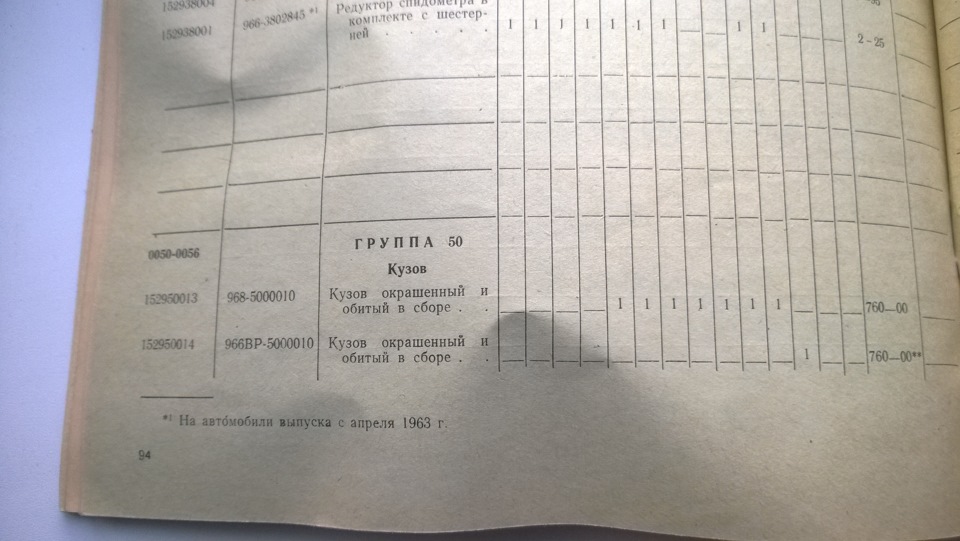 152938004
966-3802845 *¹ Редуктор спидометра в
152938001 комплекте с шестер-
ней . . . . . 1 1 1 1 1 1 1 — — 1 1 — — — 2-25
0050-0056 ГРУППА 50
Кузов
152950013 968-5000010 Кузов окрашенный и
обитый в сборе . . — — — — 1 1 1 1 1 1 1 — — — 760—00
152950014 966ВР-5000010 Кузов окрашенный и
обитый в сборе . . — — — — — — — — — — — 1 — — 760—00**
*¹ На автомобили выпуска с апреля 1963 г.
94